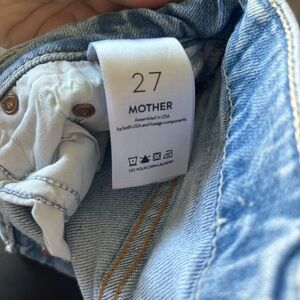 27
MOTHER
Assembled in USA
by both USA and foreign components
DO YOUR OWN LAUNDRY